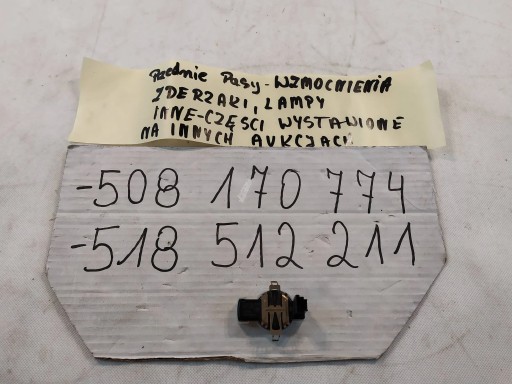 Przednie Pasy-WZMOCNIENIA
ZDERZAKI, LAMPY
INNE-CZĘŚCI WYSTAWIONE
NA INNYCH AUKCJACH
-508 170 774
-518 512 211